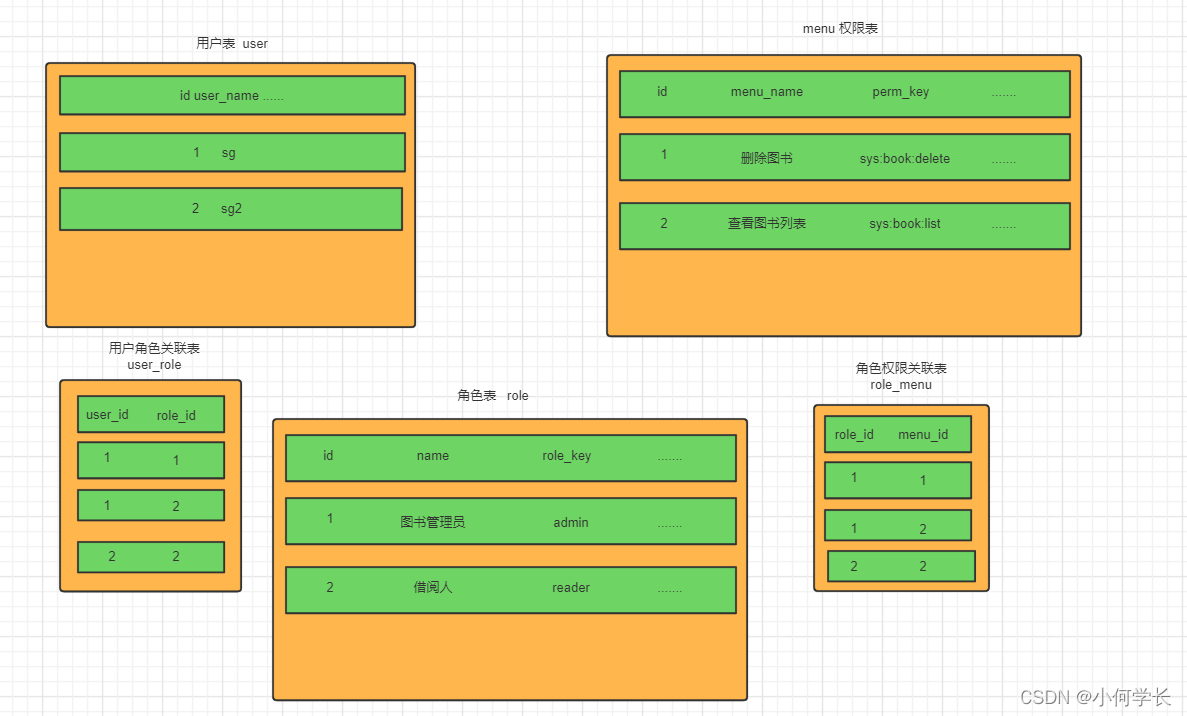 用户表 user
id user_name ......
1 sg
2 sg2
menu 权限表
id menu_name perm_key .......
1 删除图书 sys:book:delete .......
2 查看图书列表 sys:book:list .......
用户角色关联表
user_role
user_id role_id
1 1
1 2
2 2
角色表 role
id name role_key .......
1 图书管理员 admin .......
2 借阅人 reader .......
角色权限关联表
role_menu
role_id menu_id
1 1
1 2
2 2
CSDN @小何学长